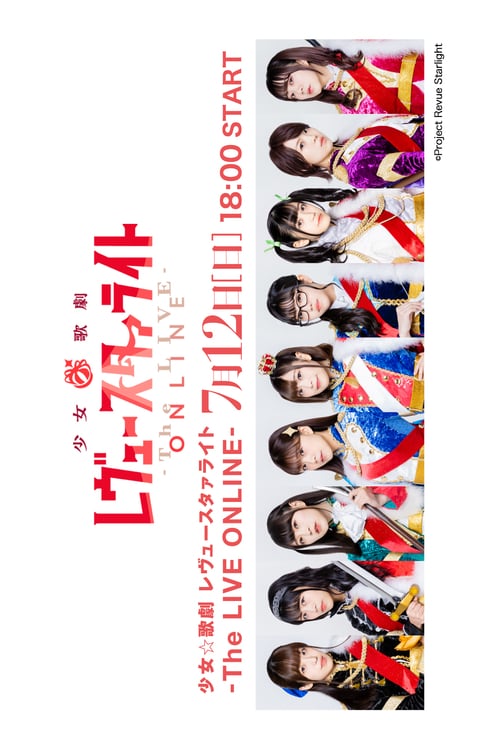 少女 歌劇
レヴュースタァライト
-The LIVE-
ONLINE
少女☆歌劇 レヴュースタァライト
-The LIVE ONLINE-
7月12日[日] 18:00 START
©Project Revue Starlight